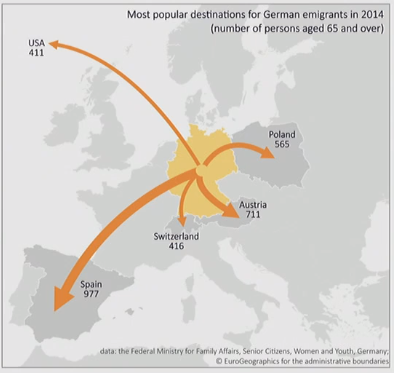 Most popular destinations for German emigrants in 2014
(number of persons aged 65 and over)
USA
411
Poland
565
Austria
711
Switzerland
416
Spain
977
data: the Federal Ministry for Family Affairs, Senior Citizens, Women and Youth, Germany;
© EuroGeographics for the administrative boundaries